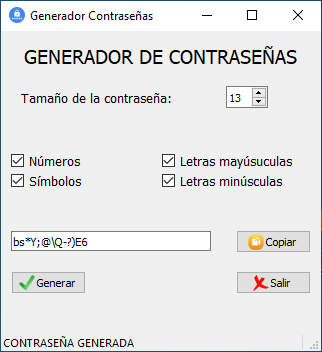 Generador Contraseñas
GENERADOR DE CONTRASEÑAS
Tamaño de la contraseña: 13
Números Letras mayúsuculas
Símbolos Letras minúsculas
bs*Y;@\Q-?)E6 Copiar
Generar Salir
CONTRASEÑA GENERADA